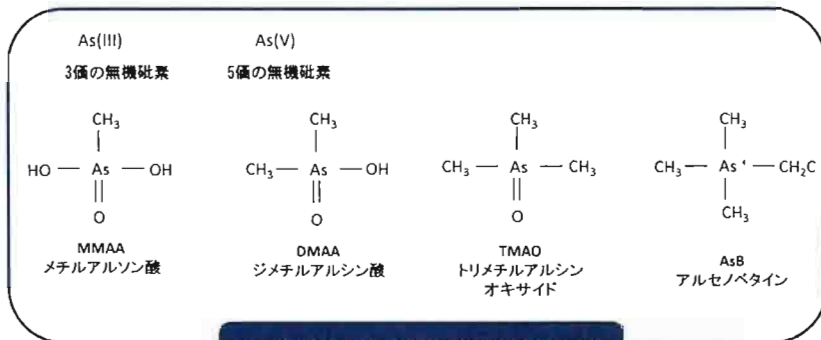 As(III) As(V)
3価の無機砒素 5価の無機砒素
CH3 CH3 CH3 CH3
HO — As — OH CH3 — As — OH CH3 — As — CH3 CH3 — As+ — CH2C
O O O CH3
MMAA DMAA TMAO AsB
メチルアルソン酸 ジメチルアルシン酸 トリメチルアルシン アルセノベタイン
オキサイド